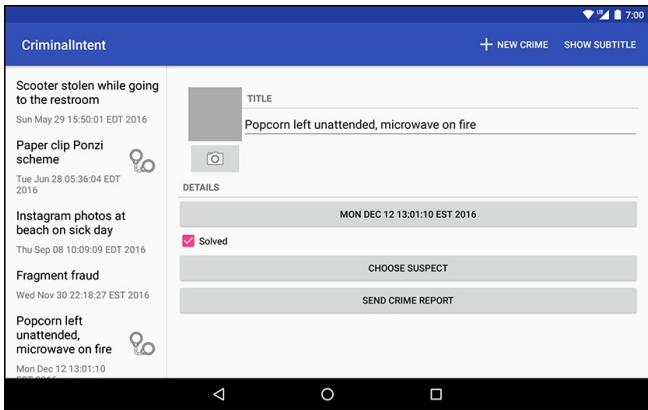 LTE 7:00
CriminalIntent
NEW CRIME SHOW SUBTITLE
Scooter stolen while going
to the restroom
Sun May 29 15:50:01 EDT 2016
Paper clip Ponzi
scheme
Tue Jun 28 05:36:04 EDT
2016
Instagram photos at
beach on sick day
Thu Sep 08 10:09:09 EDT 2016
Fragment fraud
Wed Nov 30 22:18:27 EST 2016
Popcorn left
unattended,
microwave on fire
Mon Dec 12 13:01:10
EST 2016
TITLE
Popcorn left unattended, microwave on fire
DETAILS
MON DEC 12 13:01:10 EST 2016
Solved
CHOOSE SUSPECT
SEND CRIME REPORT